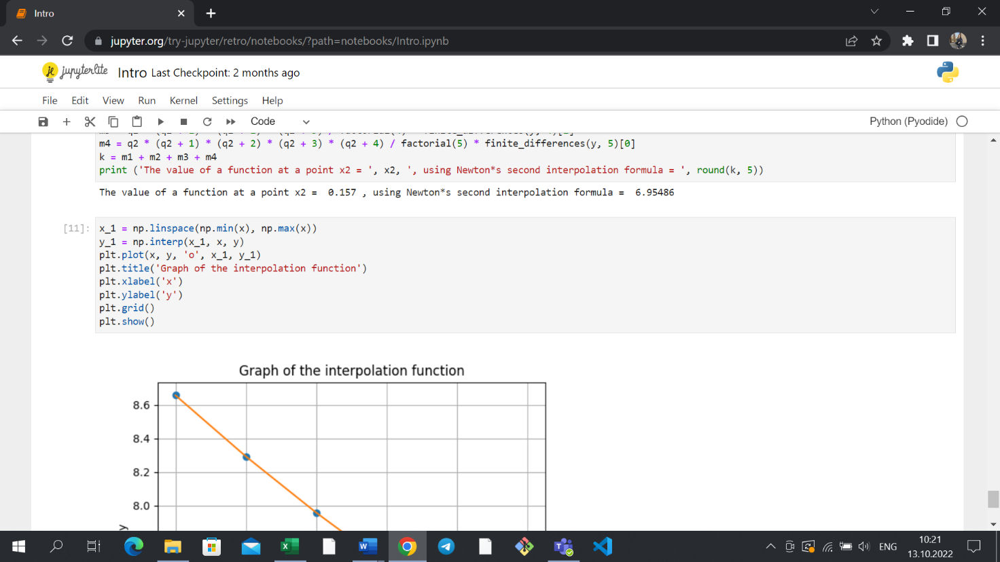 Intro
jupyter.org/try-jupyter/retro/notebooks/?path=notebooks/Intro.ipynb
jupyterlite Intro Last Checkpoint: 2 months ago
File Edit View Run Kernel Settings Help
Code Python (Pyodide)
m4 = q2 * (q2 + 1) * (q2 + 2) * (q2 + 3) * (q2 + 4) / factorial(5) * finite_differences(y, 5)[0]
k = m1 + m2 + m3 + m4
print ('The value of a function at a point x2 = ', x2, ', using Newton*s second interpolation formula = ', round(k, 5))
The value of a function at a point x2 =  0.157 , using Newton*s second interpolation formula =  6.95486
[11]: x_1 = np.linspace(np.min(x), np.max(x))
y_1 = np.interp(x_1, x, y)
plt.plot(x, y, 'o', x_1, y_1)
plt.title('Graph of the interpolation function')
plt.xlabel('x')
plt.ylabel('y')
plt.grid()
plt.show()
Graph of the interpolation function
8.6
8.4
8.2
8.0
y
ENG
10:21
13.10.2022